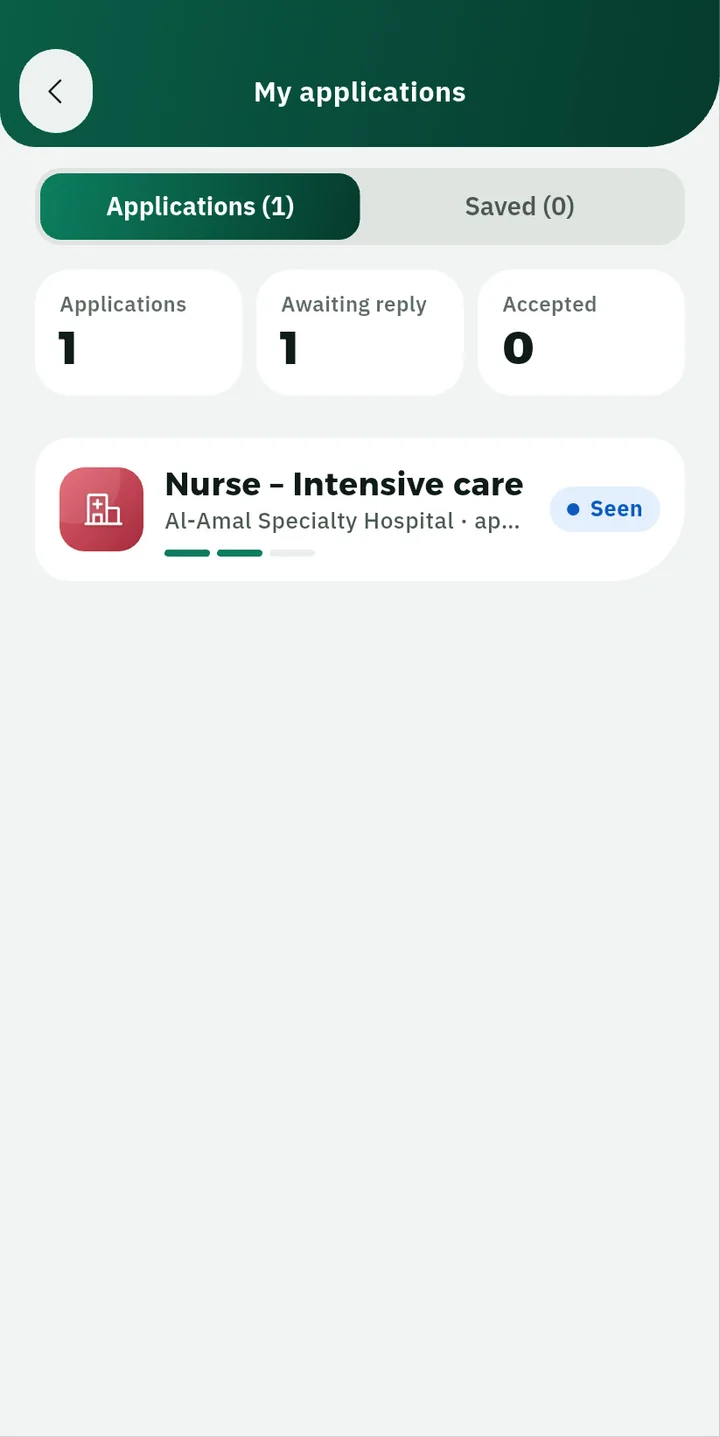 My applications
Applications (1)
Saved (0)
Applications
1
Awaiting reply
1
Accepted
0
Nurse – Intensive care
Al-Amal Specialty Hospital · ap...
Seen